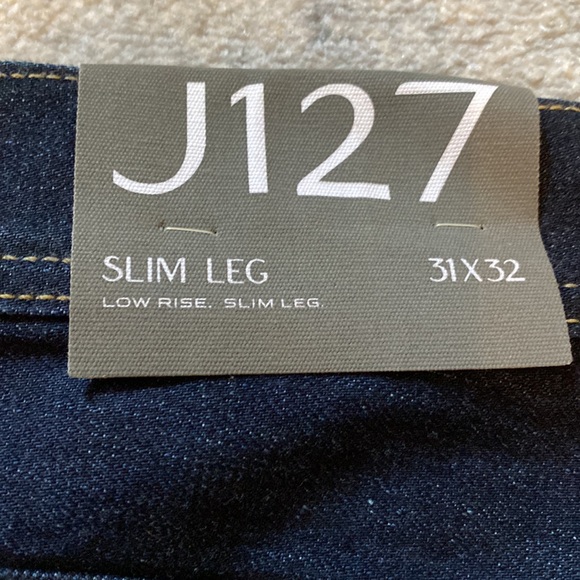 J127
SLIM LEG 31X32
LOW RISE. SLIM LEG.